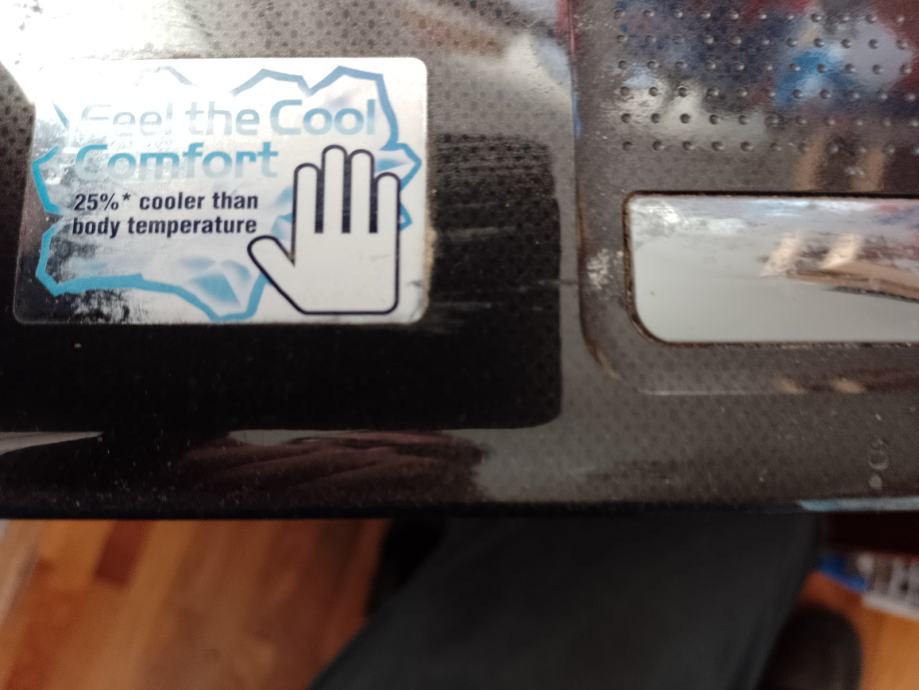 Feel the Cool
Comfort
25%* cooler than
body temperature